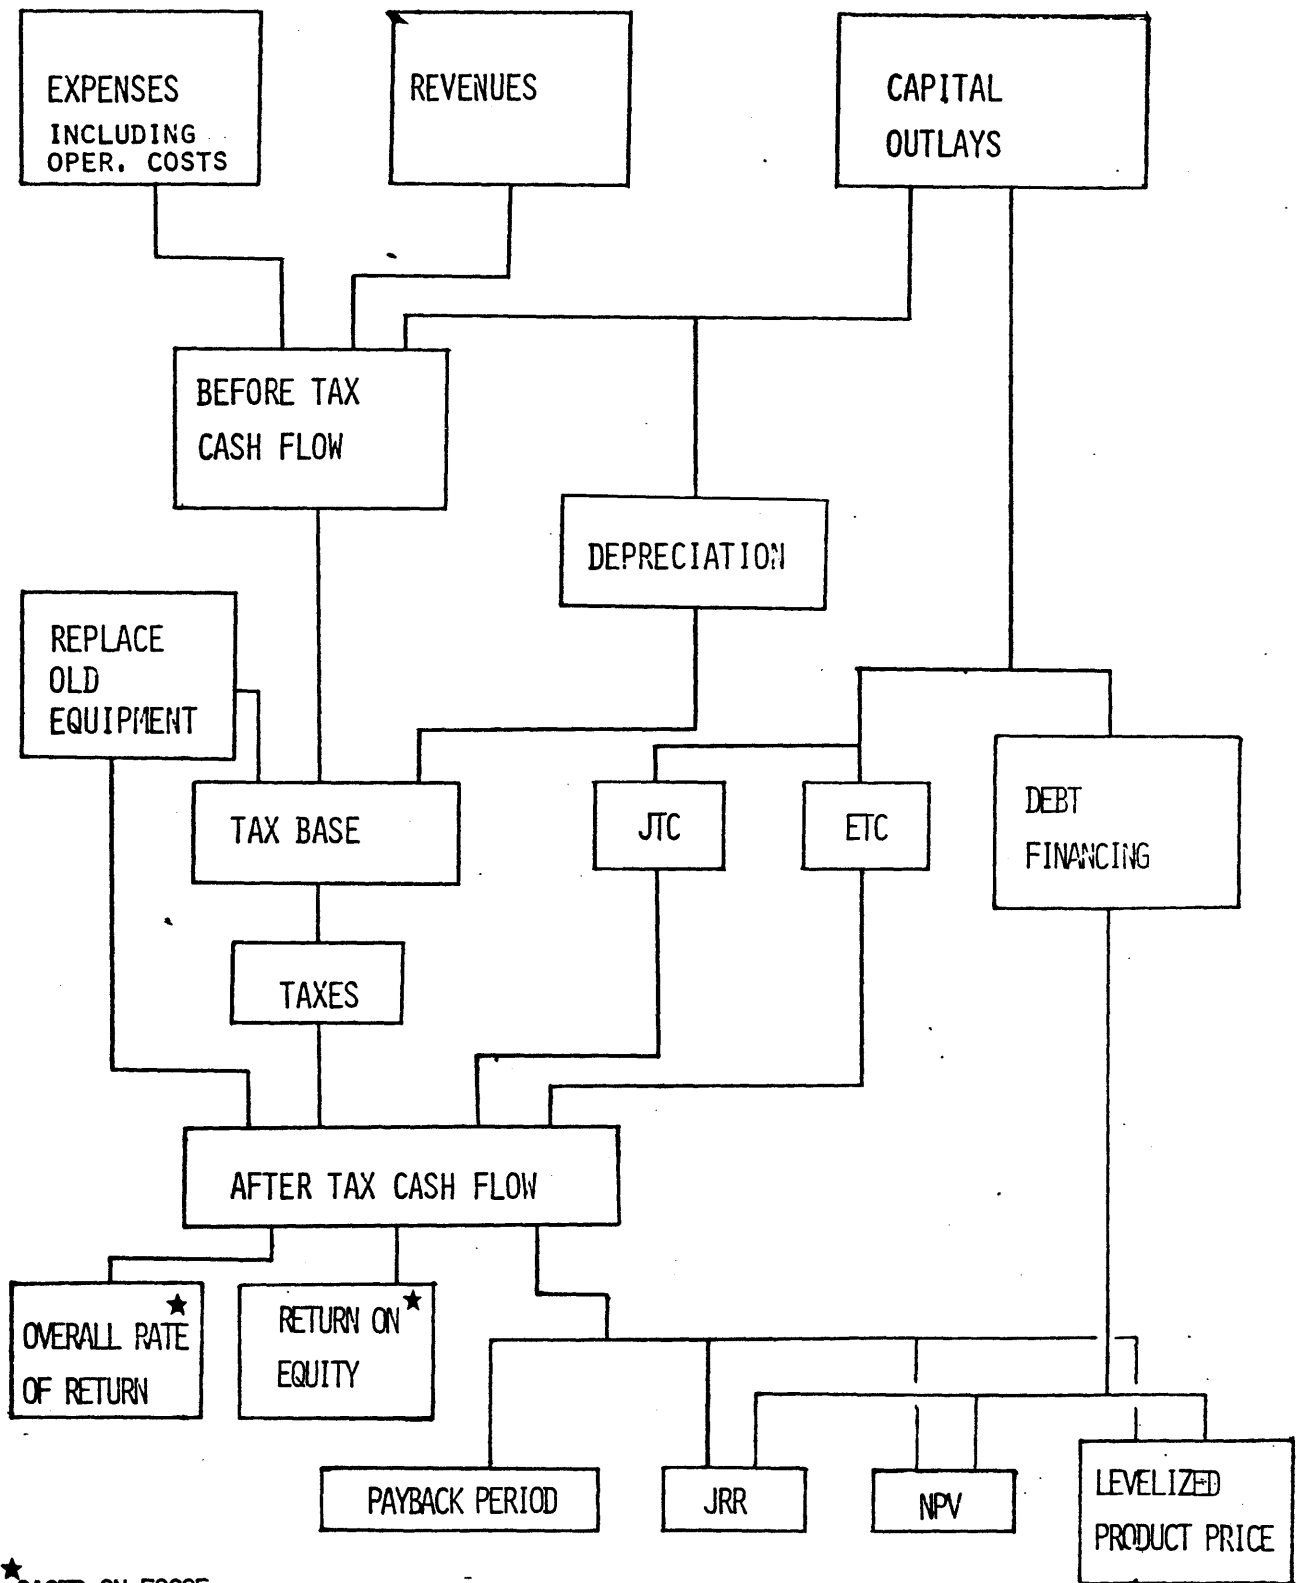 EXPENSES
INCLUDING
OPER. COSTS
REVENUES
CAPITAL
OUTLAYS
BEFORE TAX
CASH FLOW
DEPRECIATION
REPLACE
OLD
EQUIPMENT
TAX BASE
JTC
ETC
DEBT
FINANCING
TAXES
AFTER TAX CASH FLOW
OVERALL RATE ★
OF RETURN
RETURN ON ★
EQUITY
PAYBACK PERIOD
JRR
NPV
LEVELIZED
PRODUCT PRICE
★